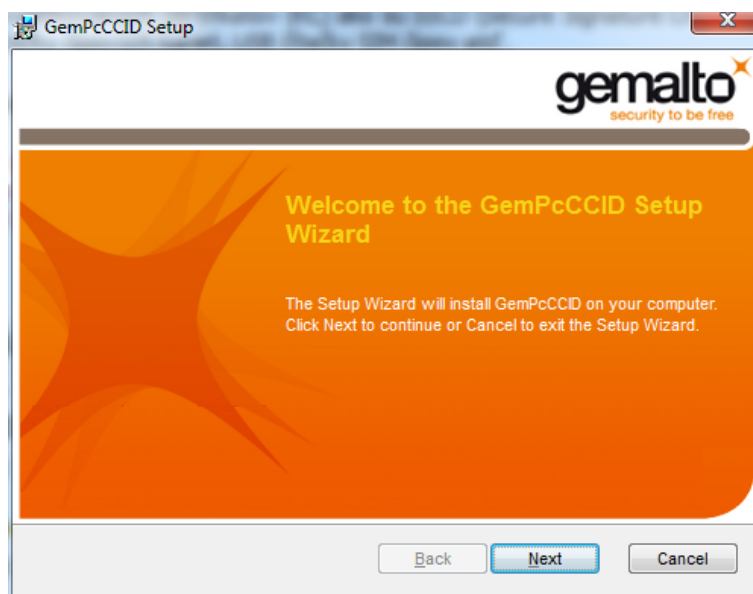 GemPcCCID Setup
gemalto
security to be free
Welcome to the GemPcCCID Setup
Wizard
The Setup Wizard will install GemPcCCID on your computer.
Click Next to continue or Cancel to exit the Setup Wizard.
Back
Next
Cancel